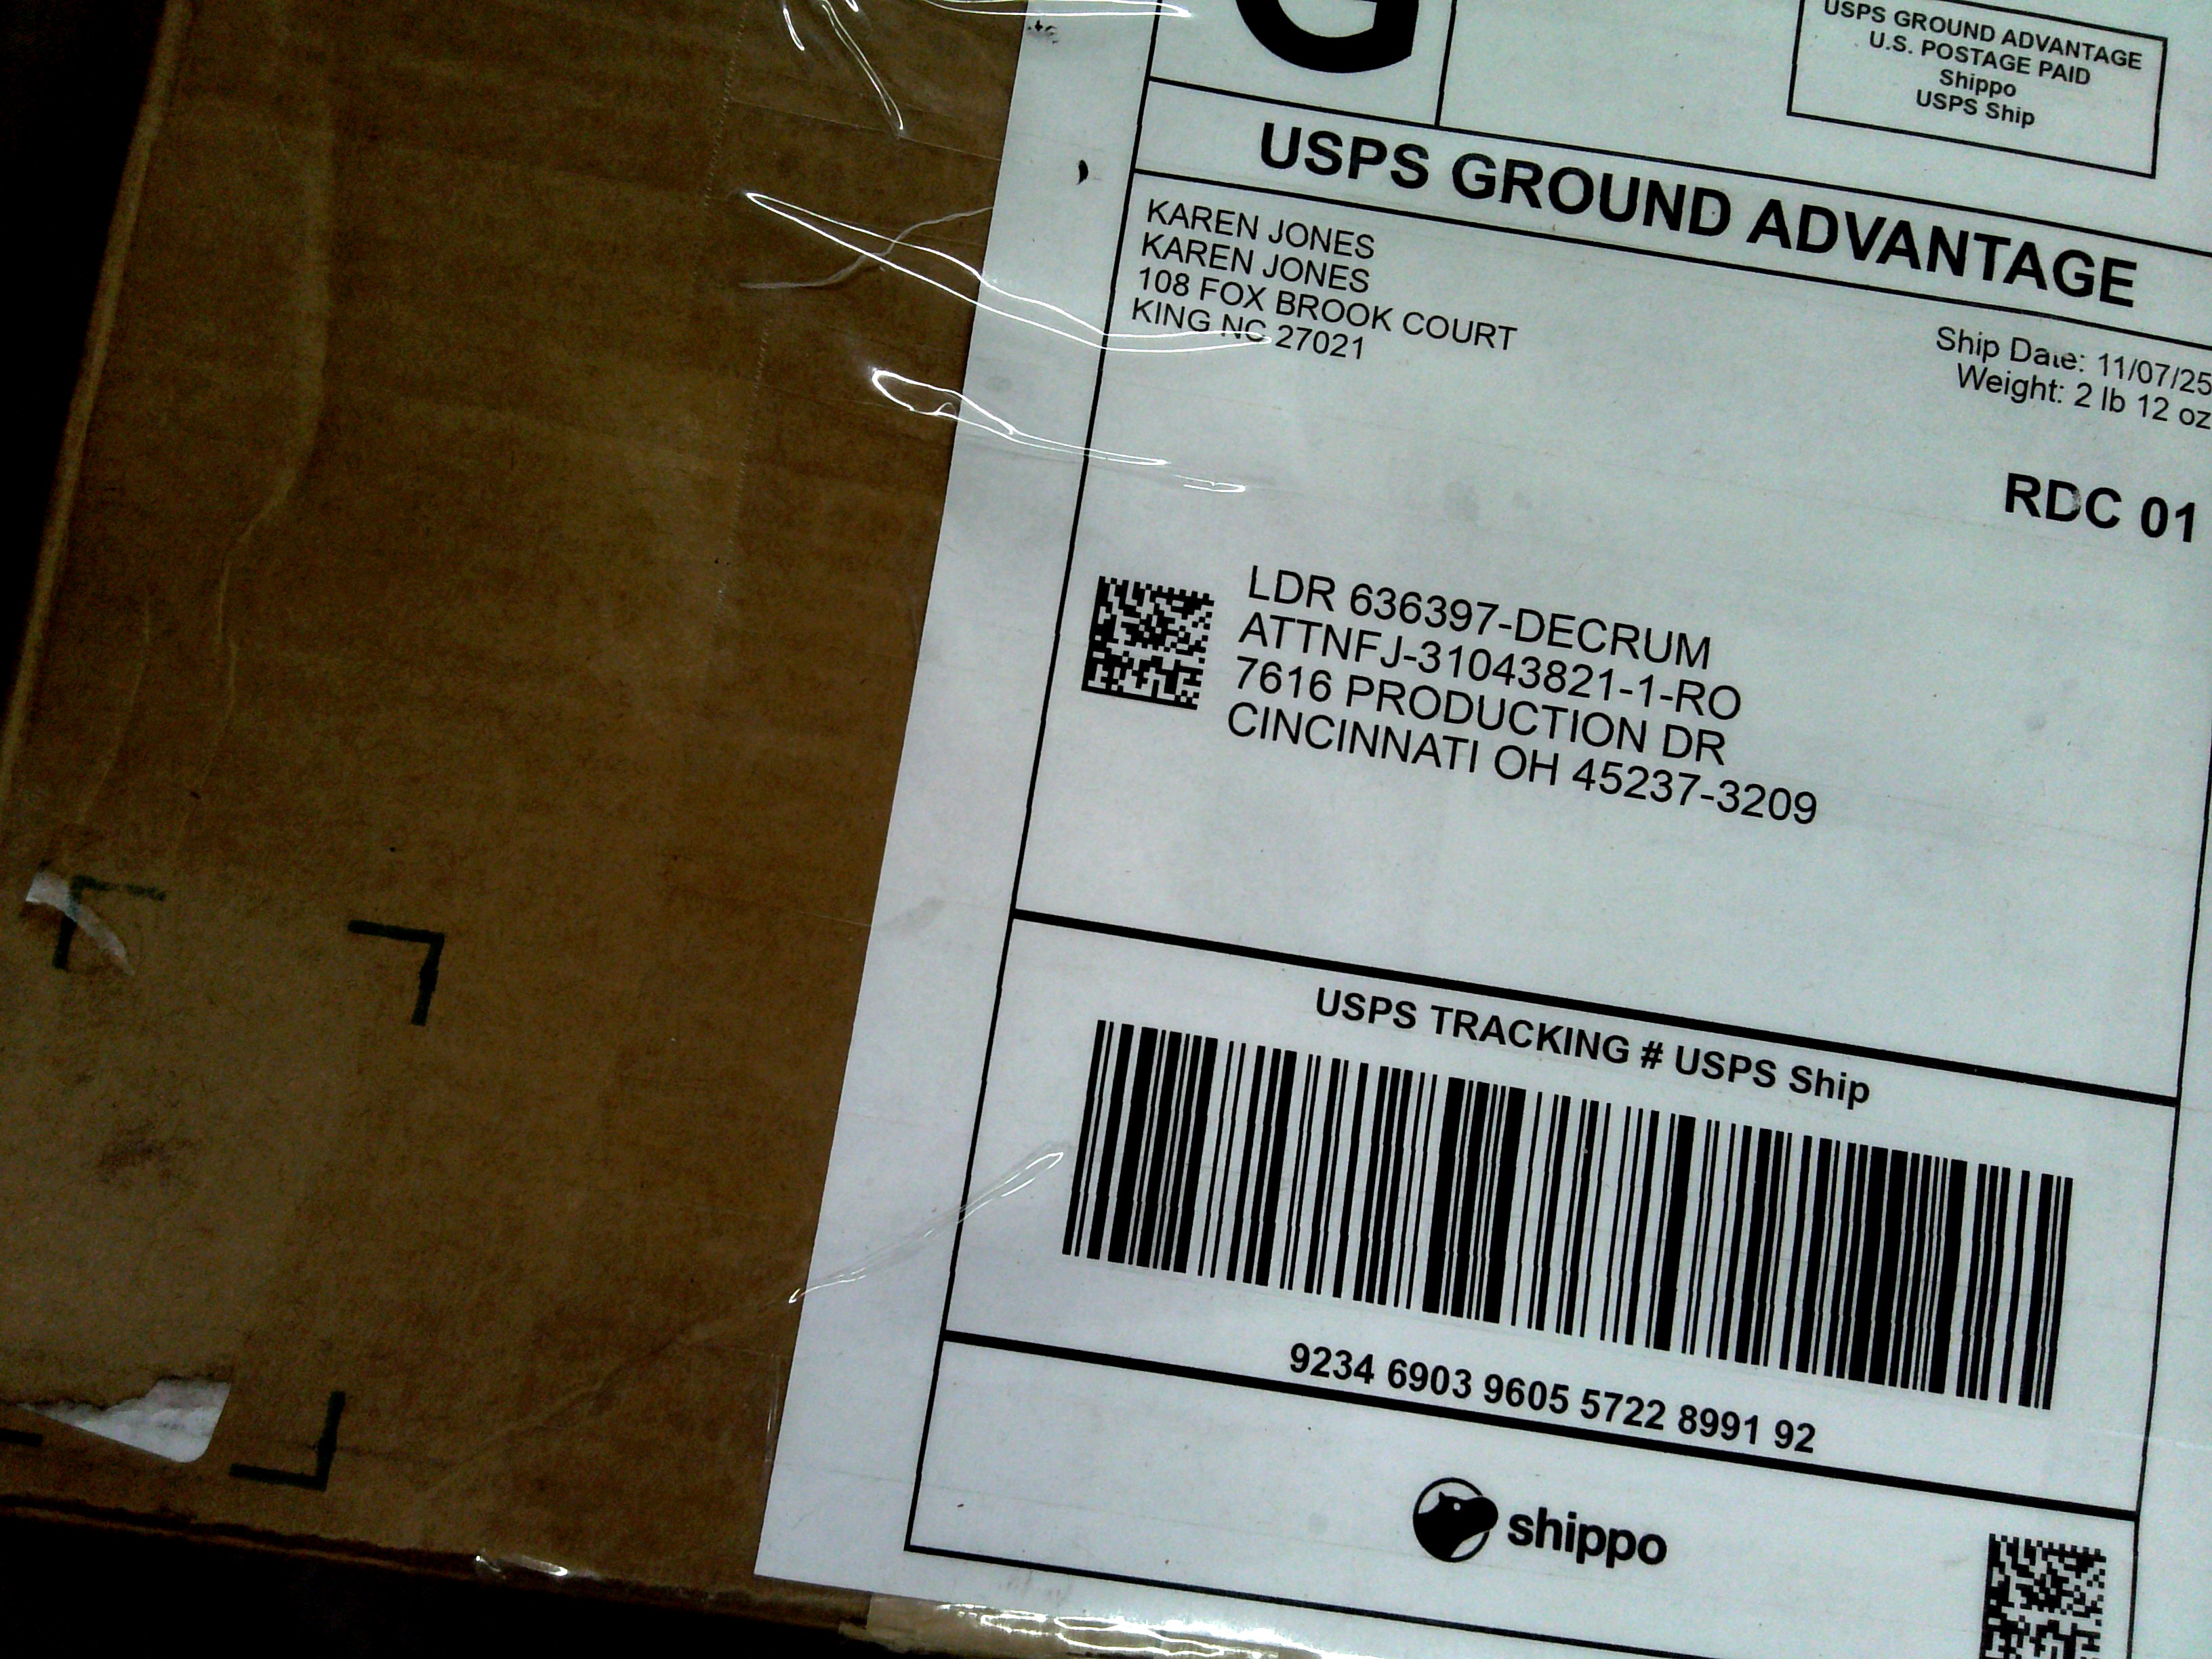 G
USPS GROUND ADVANTAGE
U.S. POSTAGE PAID
Shippo
USPS Ship
USPS GROUND ADVANTAGE
KAREN JONES
KAREN JONES
108 FOX BROOK COURT
KING NC 27021
Ship Date: 11/07/25
Weight: 2 lb 12 oz
RDC 01
LDR 636397-DECRUM
ATTNFJ-31043821-1-RO
7616 PRODUCTION DR
CINCINNATI OH 45237-3209
USPS TRACKING # USPS Ship
9234 6903 9605 5722 8991 92
shippo